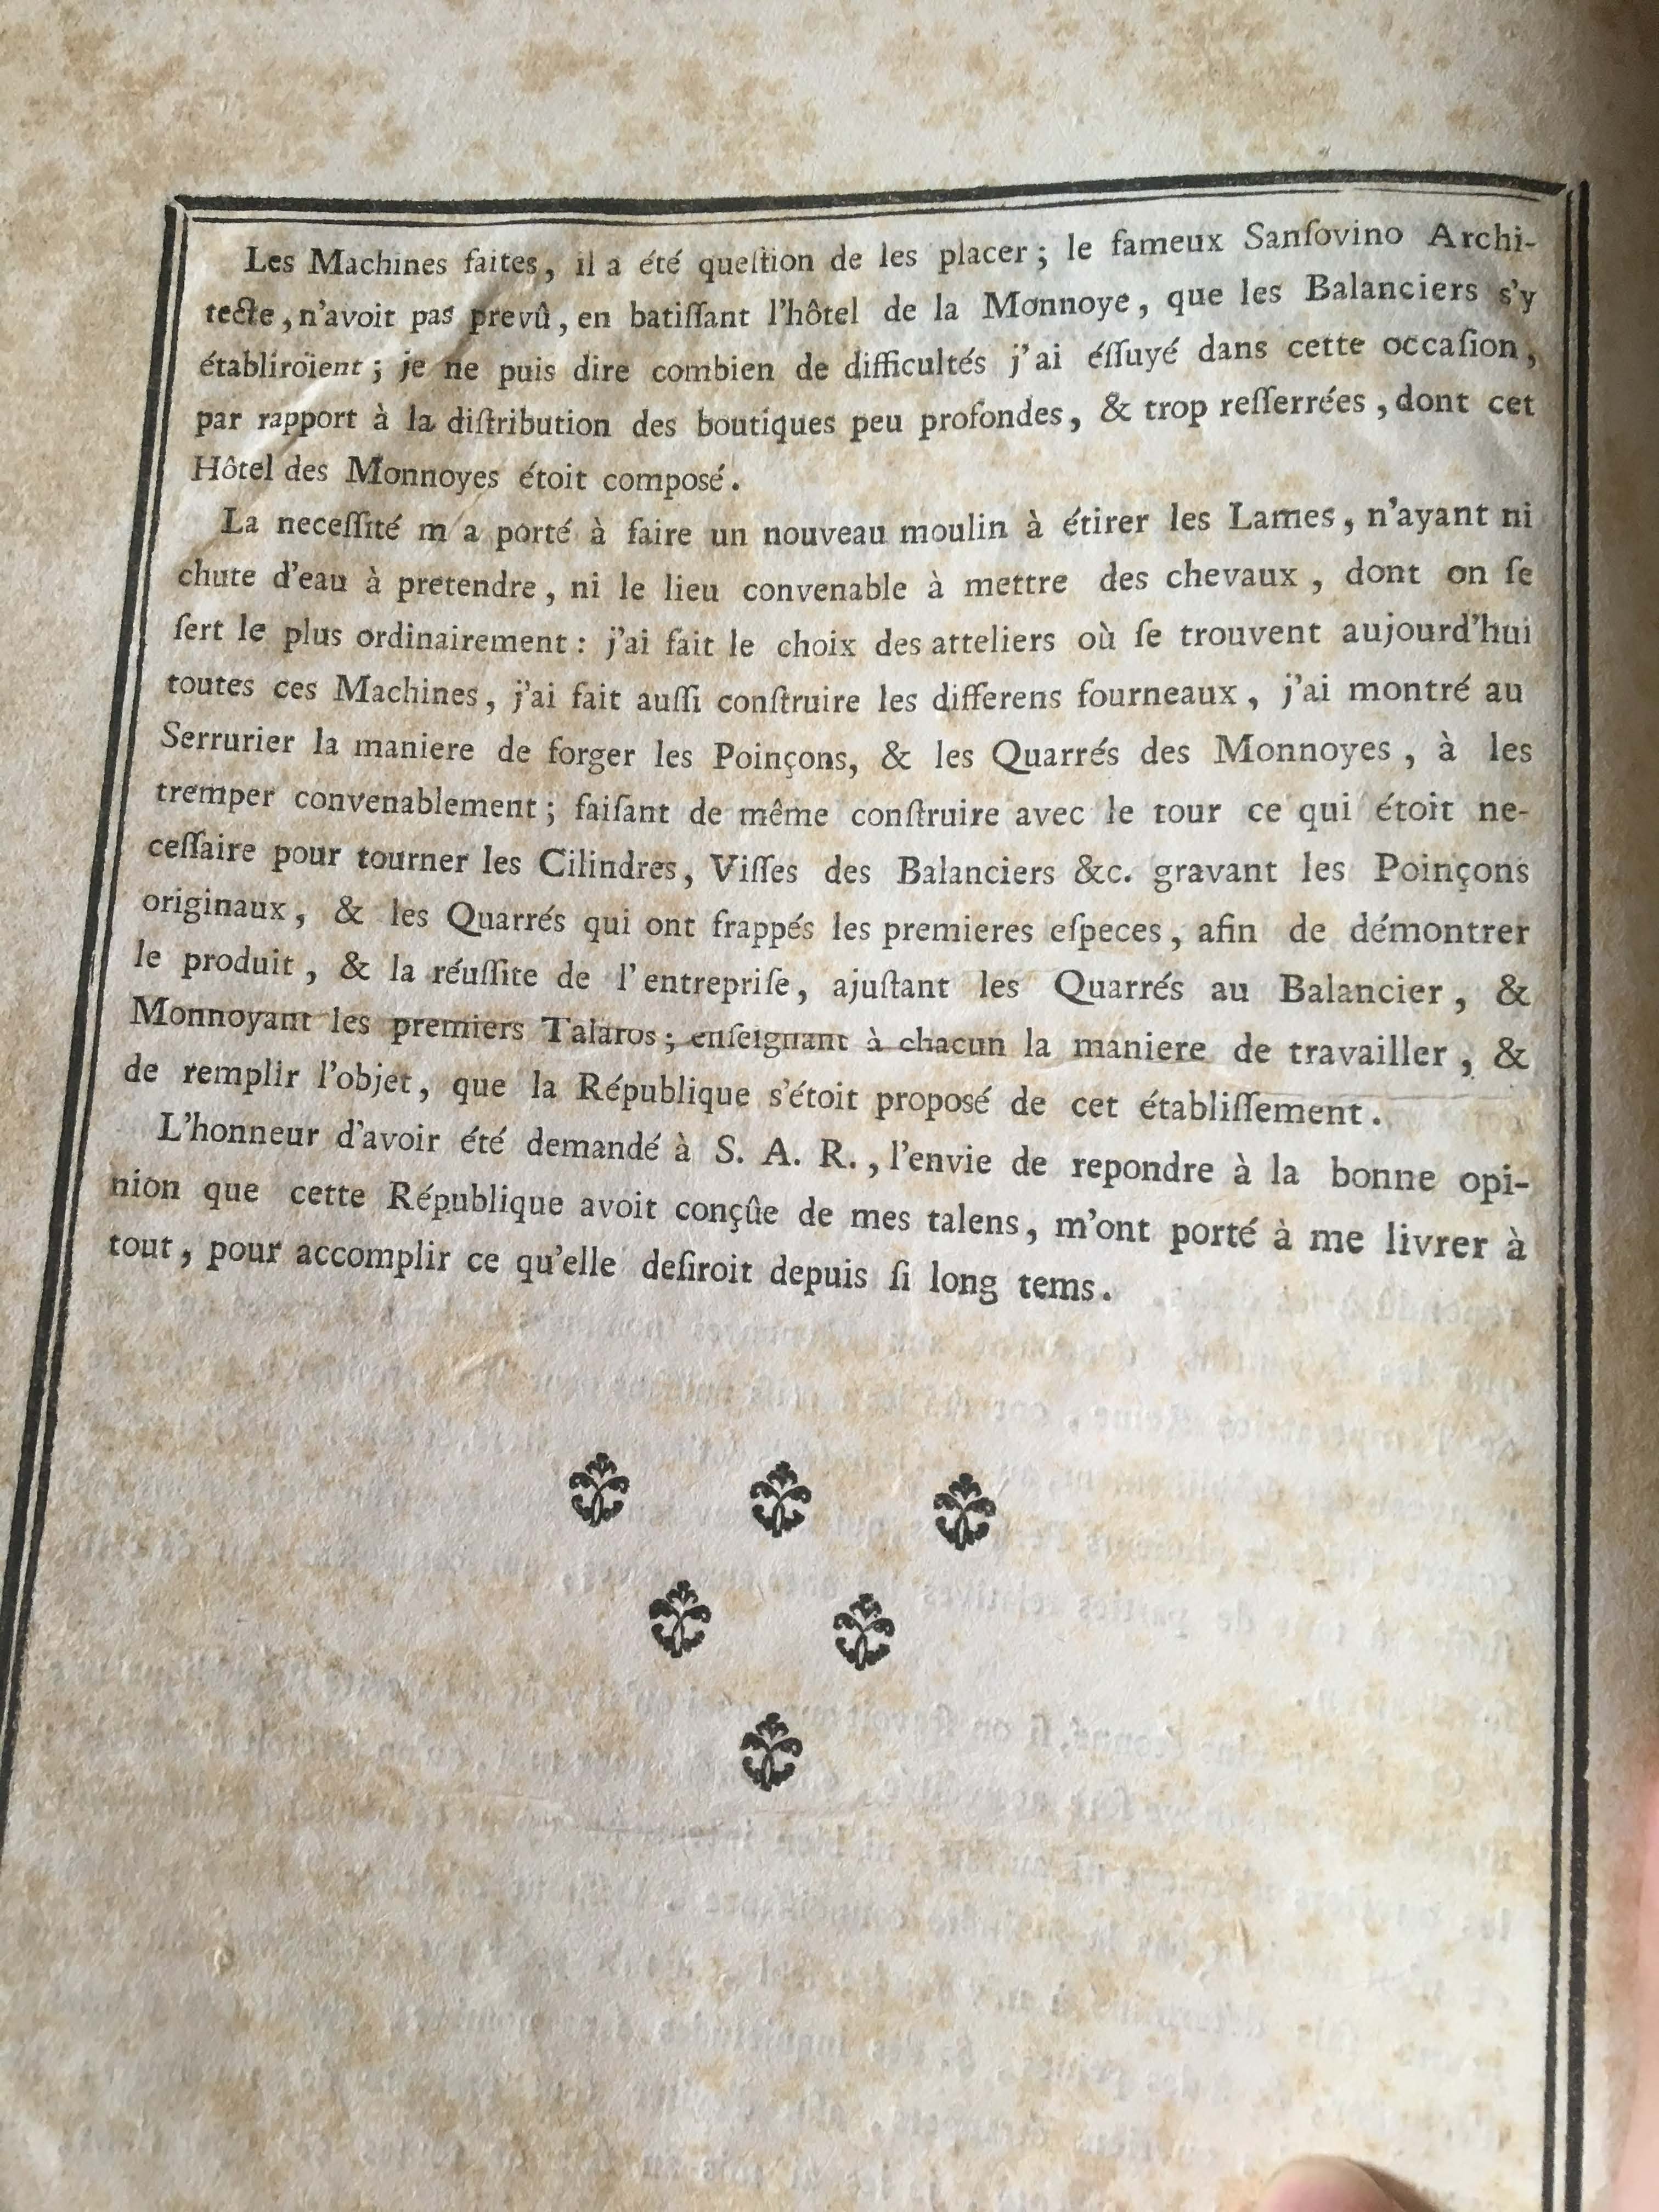 Les Machines faites, il a été queſtion de les placer; le fameux Sanſovino Archi-
tecte, n'avoit pas prevû, en batiſſant l'hôtel de la Monnoye, que les Balanciers s'y
établiroient; je ne puis dire combien de difficultés j'ai éſſuyé dans cette occaſion,
par rapport à la diſtribution des boutiques peu profondes, & trop reſſerrées, dont cet
Hôtel des Monnoyes étoit composé.
La neceſſité m'a porté à faire un nouveau moulin à étirer les Lames, n'ayant ni
chute d'eau à pretendre, ni le lieu convenable à mettre des chevaux, dont on ſe
ſert le plus ordinairement: j'ai fait le choix des atteliers où ſe trouvent aujourd'hui
toutes ces Machines, j'ai fait auſſi conſtruire les differens fourneaux, j'ai montré au
Serrurier la maniere de forger les Poinçons, & les Quarrés des Monnoyes, à les
tremper convenablement; faiſant de même conſtruire avec le tour ce qui étoit ne-
ceſſaire pour tourner les Cilindres, Viſſes des Balanciers &c. gravant les Poinçons
originaux, & les Quarrés qui ont frappés les premieres eſpeces, afin de démontrer
le produit, & la réuſſite de l'entrepriſe, ajuſtant les Quarrés au Balancier, &
Monnoyant les premiers Talaros; enſeignant à chacun la maniere de travailler, &
de remplir l'objet, que la République s'étoit proposé de cet établiſſement.
L'honneur d'avoir été demandé à S. A. R., l'envie de repondre à la bonne opi-
nion que cette République avoit conçûe de mes talens, m'ont porté à me livrer à
tout, pour accomplir ce qu'elle deſiroit depuis ſi long tems.